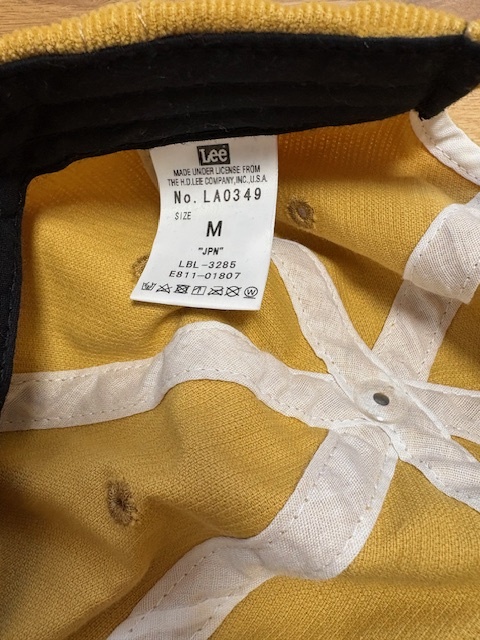 Lee
MADE UNDER LICENSE FROM
THE H.D.LEE COMPANY,INC.,U.S.A.
No. LA0349
SIZE
M
"JPN"
LBL-3285
E811-01807